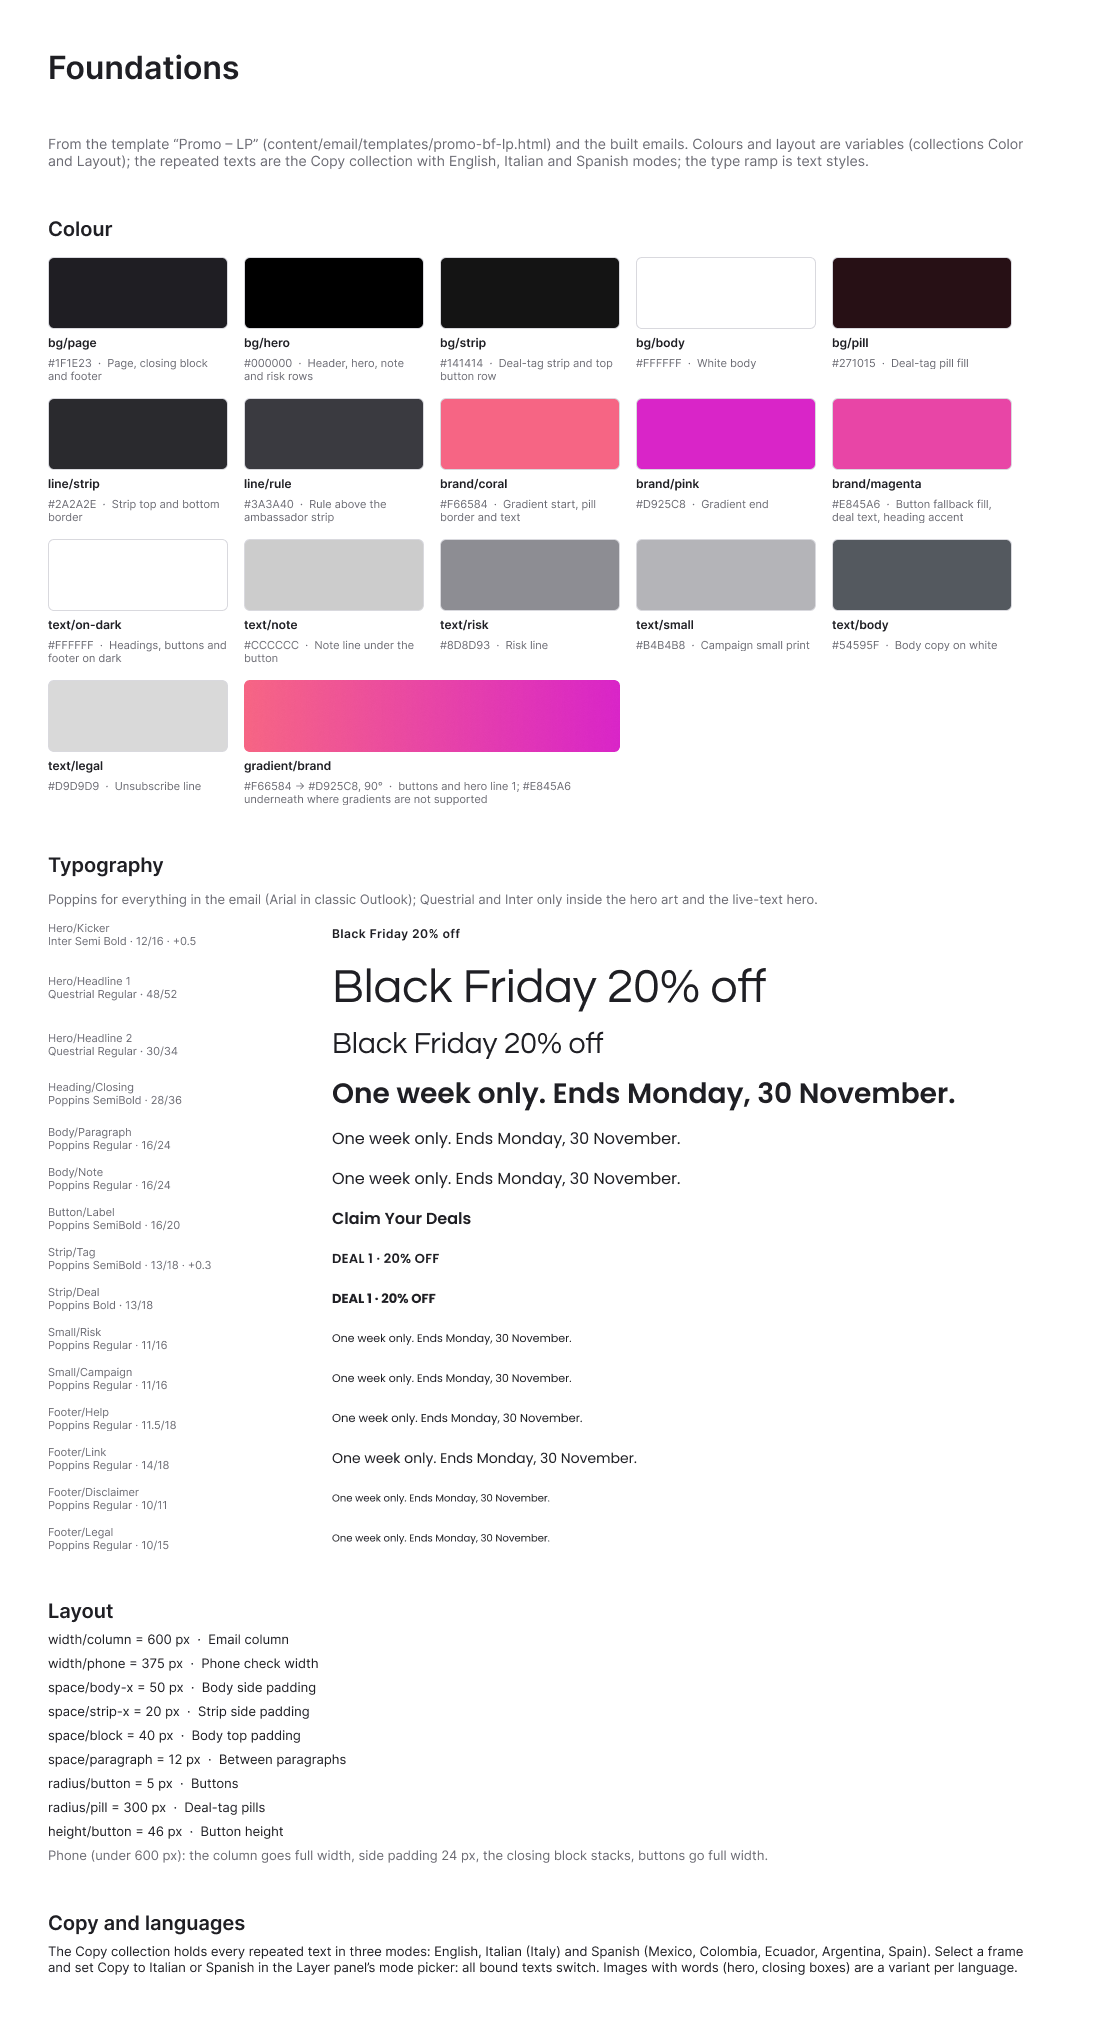 Foundations
From the template “Promo – LP” (content/email/templates/promo-bf-lp.html) and the built emails. Colours and layout are variables (collections Color
and Layout); the repeated texts are the Copy collection with English, Italian and Spanish modes; the type ramp is text styles.
Colour
bg/page
#1F1E23 · Page, closing block
and footer
bg/hero
#000000 · Header, hero, note
and risk rows
bg/strip
#141414 · Deal-tag strip and top
button row
bg/body
#FFFFFF · White body
bg/pill
#271015 · Deal-tag pill fill
line/strip
#2A2A2E · Strip top and bottom
border
line/rule
#3A3A40 · Rule above the
ambassador strip
brand/coral
#F66584 · Gradient start, pill
border and text
brand/pink
#D925C8 · Gradient end
brand/magenta
#E845A6 · Button fallback fill,
deal text, heading accent
text/on-dark
#FFFFFF · Headings, buttons and
footer on dark
text/note
#CCCCCC · Note line under the
button
text/risk
#8D8D93 · Risk line
text/small
#B4B4B8 · Campaign small print
text/body
#54595F · Body copy on white
text/legal
#D9D9D9 · Unsubscribe line
gradient/brand
#F66584 → #D925C8, 90° · buttons and hero line 1; #E845A6
underneath where gradients are not supported
Typography
Poppins for everything in the email (Arial in classic Outlook); Questrial and Inter only inside the hero art and the live-text hero.
Hero/Kicker
Inter Semi Bold · 12/16 · +0.5
Black Friday 20% off
Hero/Headline 1
Questrial Regular · 48/52
Black Friday 20% off
Hero/Headline 2
Questrial Regular · 30/34
Black Friday 20% off
Heading/Closing
Poppins SemiBold · 28/36
One week only. Ends Monday, 30 November.
Body/Paragraph
Poppins Regular · 16/24
One week only. Ends Monday, 30 November.
Body/Note
Poppins Regular · 16/24
One week only. Ends Monday, 30 November.
Button/Label
Poppins SemiBold · 16/20
Claim Your Deals
Strip/Tag
Poppins SemiBold · 13/18 · +0.3
DEAL 1 · 20% OFF
Strip/Deal
Poppins Bold · 13/18
DEAL 1 · 20% OFF
Small/Risk
Poppins Regular · 11/16
One week only. Ends Monday, 30 November.
Small/Campaign
Poppins Regular · 11/16
One week only. Ends Monday, 30 November.
Footer/Help
Poppins Regular · 11.5/18
One week only. Ends Monday, 30 November.
Footer/Link
Poppins Regular · 14/18
One week only. Ends Monday, 30 November.
Footer/Disclaimer
Poppins Regular · 10/11
One week only. Ends Monday, 30 November.
Footer/Legal
Poppins Regular · 10/15
One week only. Ends Monday, 30 November.
Layout
width/column = 600 px · Email column
width/phone = 375 px · Phone check width
space/body-x = 50 px · Body side padding
space/strip-x = 20 px · Strip side padding
space/block = 40 px · Body top padding
space/paragraph = 12 px · Between paragraphs
radius/button = 5 px · Buttons
radius/pill = 300 px · Deal-tag pills
height/button = 46 px · Button height
Phone (under 600 px): the column goes full width, side padding 24 px, the closing block stacks, buttons go full width.
Copy and languages
The Copy collection holds every repeated text in three modes: English, Italian (Italy) and Spanish (Mexico, Colombia, Ecuador, Argentina, Spain). Select a frame
and set Copy to Italian or Spanish in the Layer panel’s mode picker: all bound texts switch. Images with words (hero, closing boxes) are a variant per language.